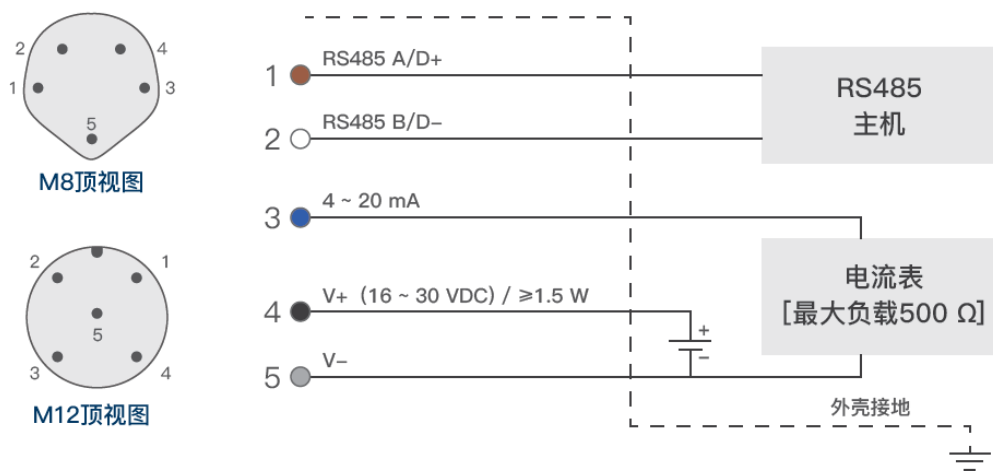 2
4
1
3
5
M8顶视图
2
1
5
3
4
M12顶视图
1 RS485 A/D+
2 RS485 B/D-
3 4 ~ 20 mA
4 V+（16 ~ 30 VDC）/ ≥1.5 W
5 V-
+
-
RS485
主机
电流表
[最大负载500 Ω]
外壳接地